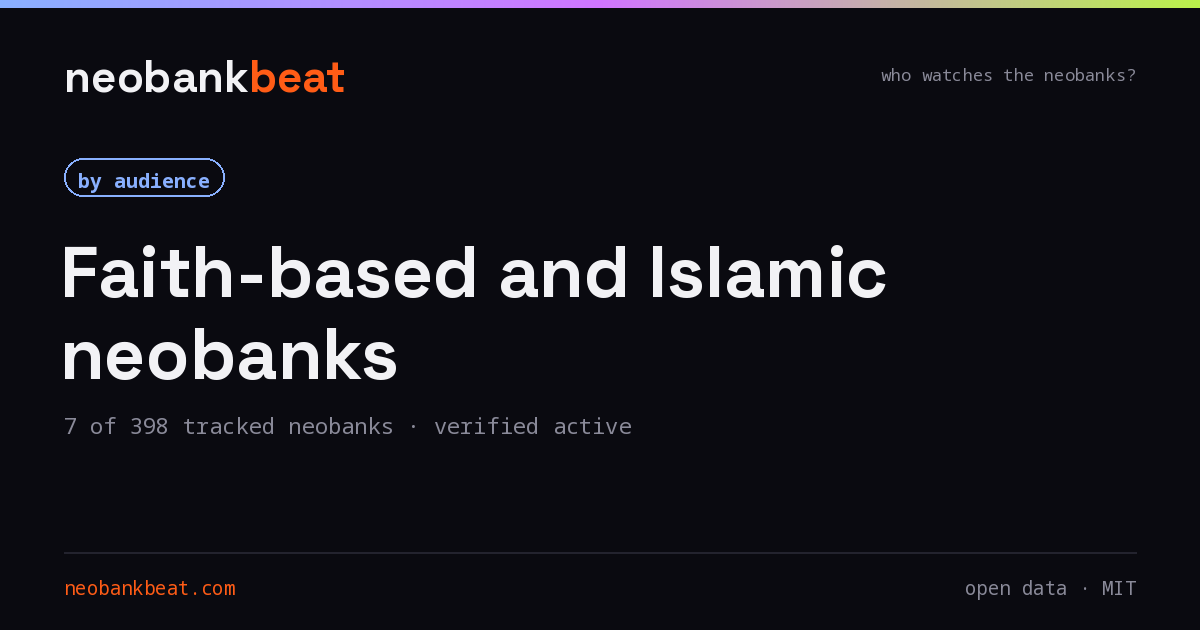 neobankbeat
who watches the neobanks?
by audience
Faith-based and Islamic
neobanks
7 of 398 tracked neobanks · verified active
neobankbeat.com
open data · MIT